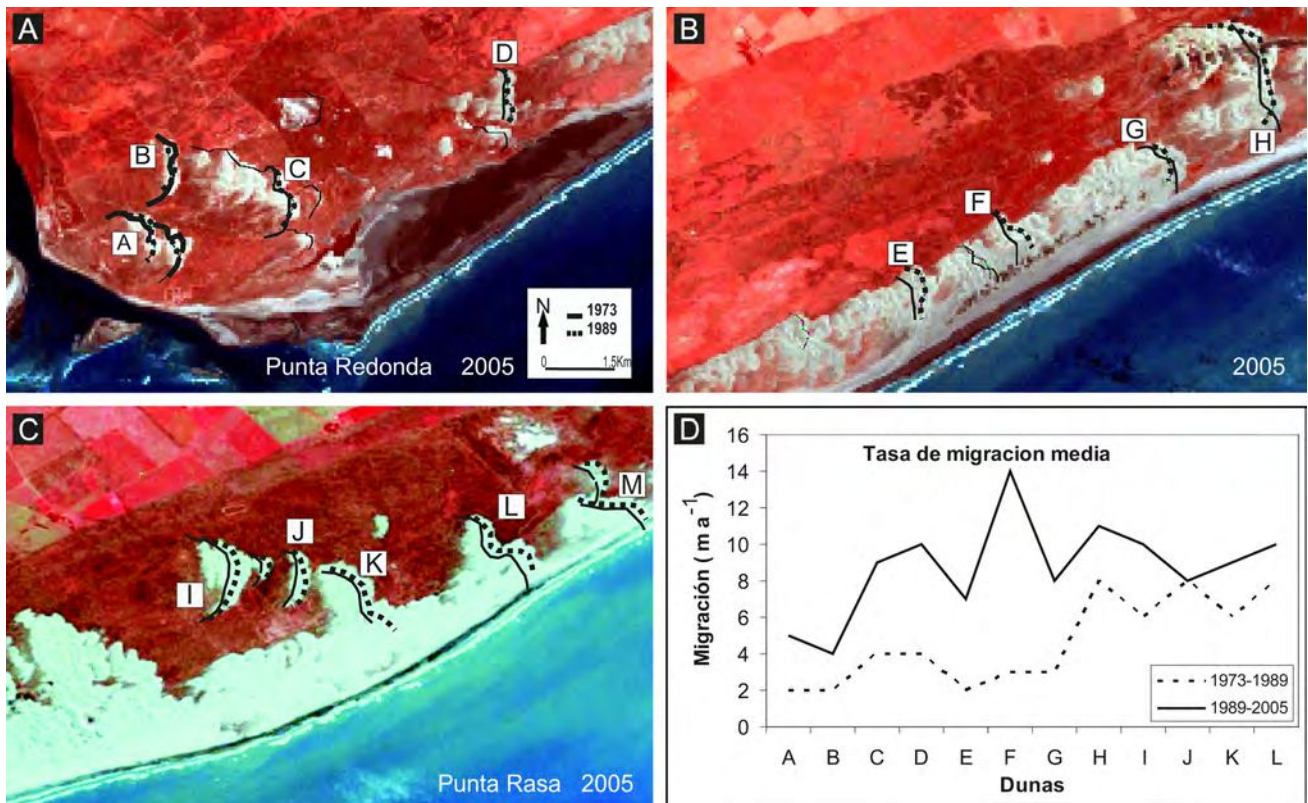 A
D
B
C
A
N
1973
1989
0 1.5Km
Punta Redonda 2005
B
G
H
F
E
2005
C
M
L
J
K
I
Punta Rasa 2005
D
Tasa de migracion media
Migración ( m a⁻¹)
16
14
12
10
8
6
4
2
0
1973-1989
1989-2005
A B C D E F G H I J K L
Dunas